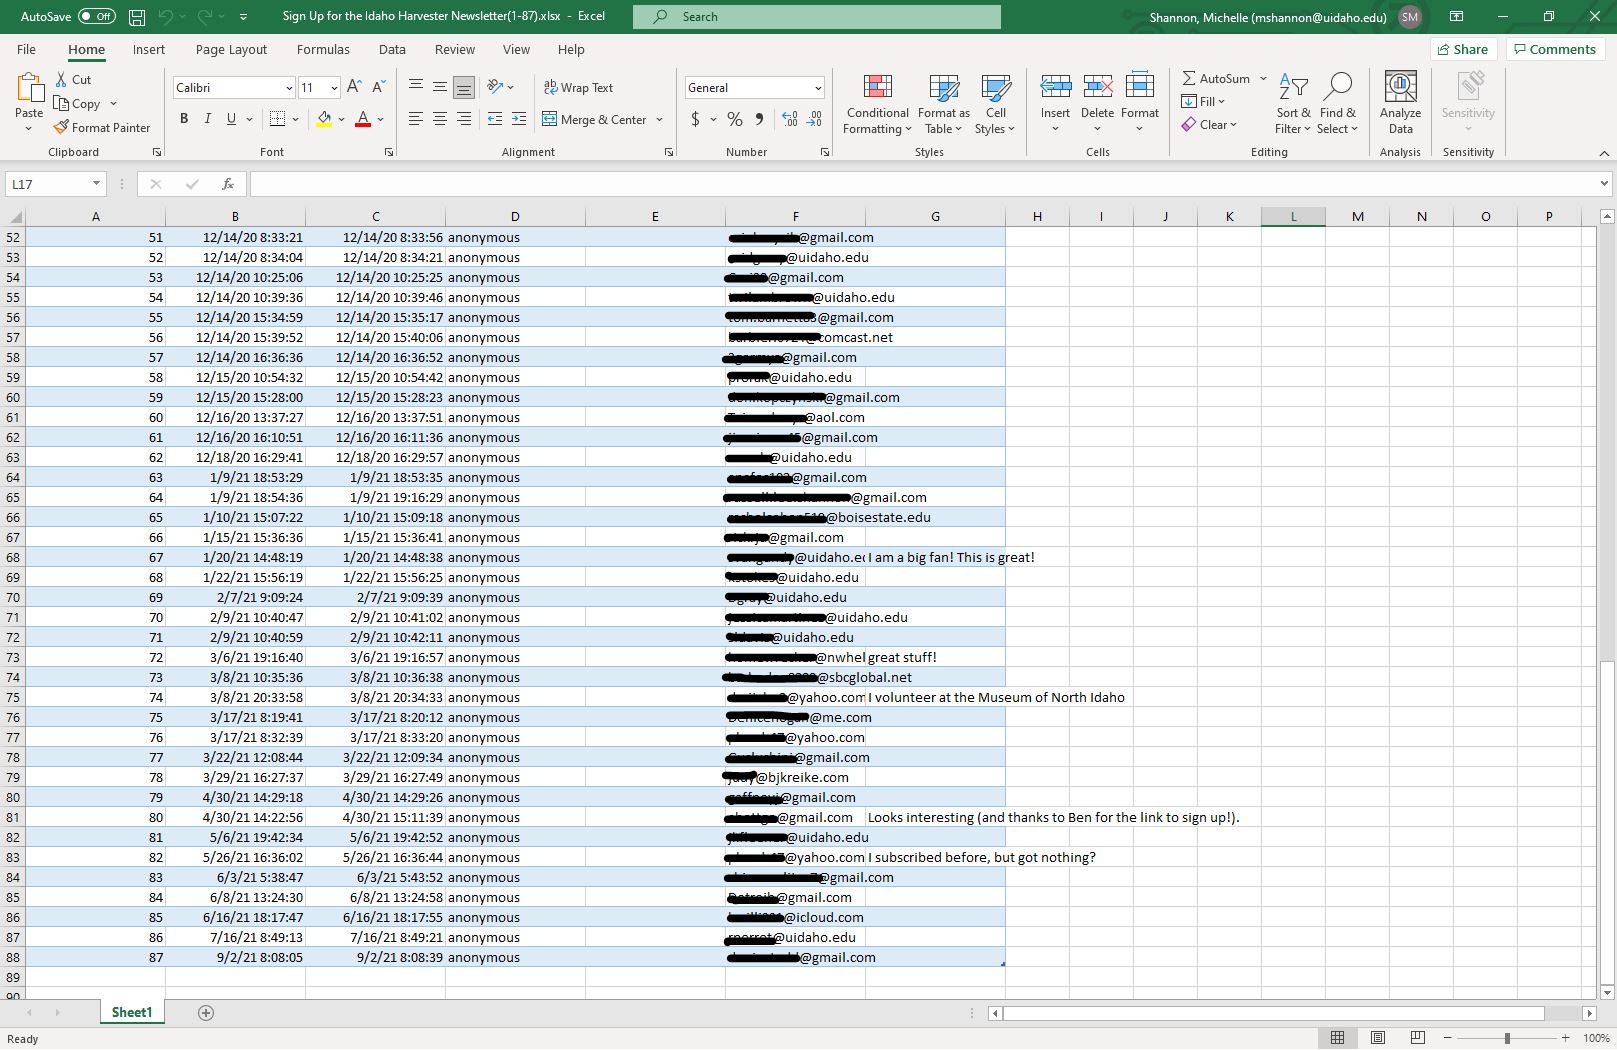 AutoSave Off Sign Up for the Idaho Harvester Newsletter(1-87).xlsx - Excel Search Shannon, Michelle (mshannon@uidaho.edu) SM
File Home Insert Page Layout Formulas Data Review View Help Share Comments
Paste Cut Copy Format Painter Calibri 11 B I U Wrap Text Merge & Center General $ % Conditional Formatting Format as Table Cell Styles Insert Delete Format AutoSum Fill Clear Sort & Filter Find & Select Analyze Data Sensitivity
Clipboard Font Alignment Number Styles Cells Editing Analysis Sensitivity
L17 fx
A B C D E F G H I J K L M N O P
52 51 12/14/20 8:33:21 12/14/20 8:33:56 anonymous @gmail.com
53 52 12/14/20 8:34:04 12/14/20 8:34:21 anonymous @uidaho.edu
54 53 12/14/20 10:25:06 12/14/20 10:25:25 anonymous @gmail.com
55 54 12/14/20 10:39:36 12/14/20 10:39:46 anonymous @uidaho.edu
56 55 12/14/20 15:34:59 12/14/20 15:35:17 anonymous @gmail.com
57 56 12/14/20 15:39:52 12/14/20 15:40:06 anonymous comcast.net
58 57 12/14/20 16:36:36 12/14/20 16:36:52 anonymous @gmail.com
59 58 12/15/20 10:54:32 12/15/20 10:54:42 anonymous @uidaho.edu
60 59 12/15/20 15:28:00 12/15/20 15:28:23 anonymous @gmail.com
61 60 12/16/20 13:37:27 12/16/20 13:37:51 anonymous @aol.com
62 61 12/16/20 16:10:51 12/16/20 16:11:36 anonymous @gmail.com
63 62 12/18/20 16:29:41 12/18/20 16:29:57 anonymous @uidaho.edu
64 63 1/9/21 18:53:29 1/9/21 18:53:35 anonymous @gmail.com
65 64 1/9/21 18:54:36 1/9/21 19:16:29 anonymous @gmail.com
66 65 1/10/21 15:07:22 1/10/21 15:09:18 anonymous @boisestate.edu
67 66 1/15/21 15:36:36 1/15/21 15:36:41 anonymous @gmail.com
68 67 1/20/21 14:48:19 1/20/21 14:48:38 anonymous @uidaho.e I am a big fan! This is great!
69 68 1/22/21 15:56:19 1/22/21 15:56:25 anonymous @uidaho.edu
70 69 2/7/21 9:09:24 2/7/21 9:09:39 anonymous @uidaho.edu
71 70 2/9/21 10:40:47 2/9/21 10:41:02 anonymous @uidaho.edu
72 71 2/9/21 10:40:59 2/9/21 10:42:11 anonymous @uidaho.edu
73 72 3/6/21 19:16:40 3/6/21 19:16:57 anonymous @nwhel great stuff!
74 73 3/8/21 10:35:36 3/8/21 10:36:38 anonymous @sbcglobal.net
75 74 3/8/21 20:33:58 3/8/21 20:34:33 anonymous @yahoo.com I volunteer at the Museum of North Idaho
76 75 3/17/21 8:19:41 3/17/21 8:20:12 anonymous @me.com
77 76 3/17/21 8:32:39 3/17/21 8:33:20 anonymous @yahoo.com
78 77 3/22/21 12:08:44 3/22/21 12:09:34 anonymous @gmail.com
79 78 3/29/21 16:27:37 3/29/21 16:27:49 anonymous @bjkreike.com
80 79 4/30/21 14:29:18 4/30/21 14:29:26 anonymous @gmail.com
81 80 4/30/21 14:22:56 4/30/21 15:11:39 anonymous @gmail.com Looks interesting (and thanks to Ben for the link to sign up!).
82 81 5/6/21 19:42:34 5/6/21 19:42:52 anonymous @uidaho.edu
83 82 5/26/21 16:36:02 5/26/21 16:36:44 anonymous @yahoo.com I subscribed before, but got nothing?
84 83 6/3/21 5:38:47 6/3/21 5:43:52 anonymous @gmail.com
85 84 6/8/21 13:24:30 6/8/21 13:24:58 anonymous @gmail.com
86 85 6/16/21 18:17:47 6/16/21 18:17:55 anonymous @icloud.com
87 86 7/16/21 8:49:13 7/16/21 8:49:21 anonymous @uidaho.edu
88 87 9/2/21 8:08:05 9/2/21 8:08:39 anonymous @gmail.com
89
90
Sheet1
Ready 100%